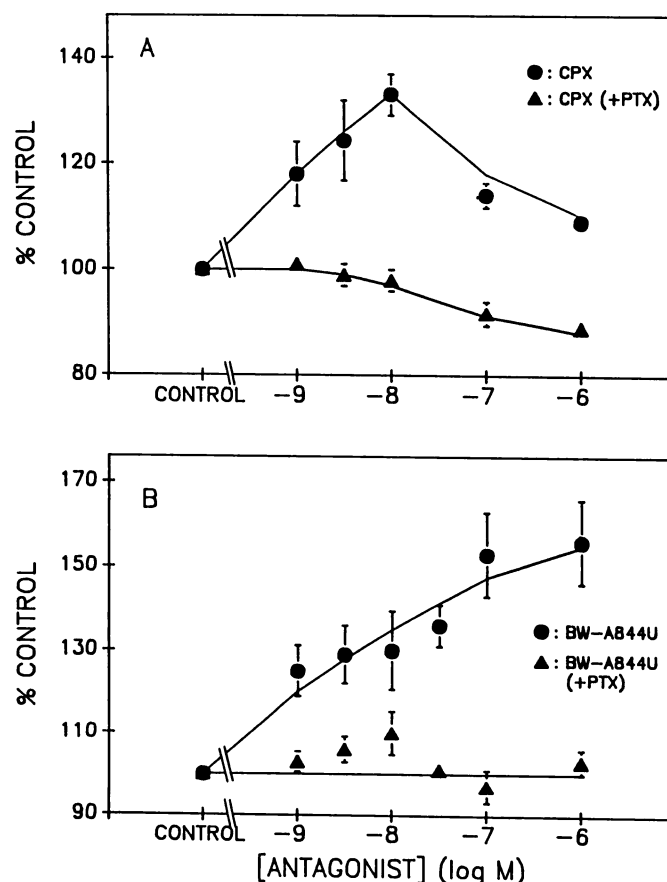 A
●: CPX
▲: CPX (+PTX)
% CONTROL
140
120
100
80
CONTROL -9 -8 -7 -6
B
170
150
130
110
90
% CONTROL
●: BW-A844U
▲: BW-A844U
(+PTX)
CONTROL -9 -8 -7 -6
[ANTAGONIST] (log M)